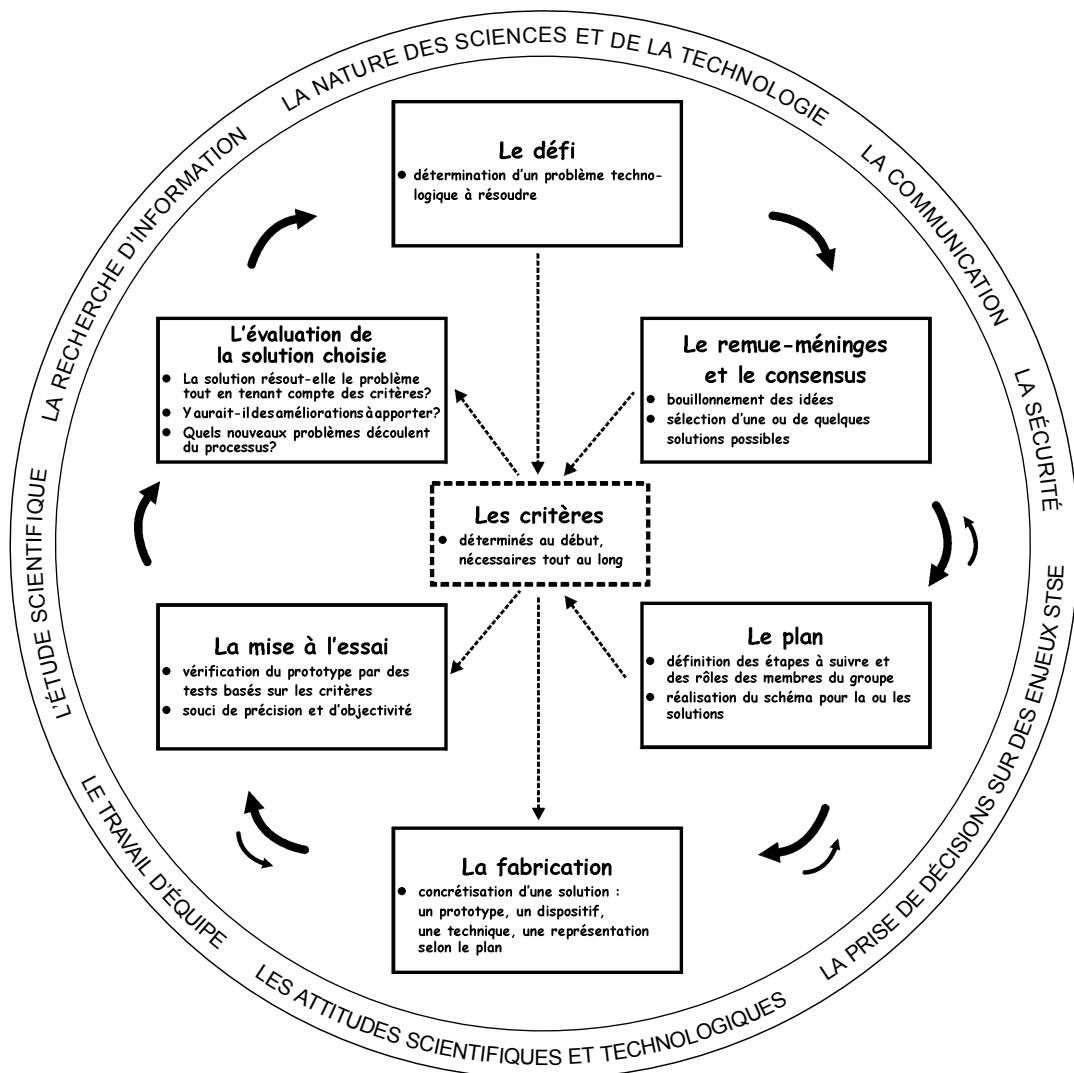 LA NATURE DES SCIENCES ET DE LA TECHNOLOGIE
LA COMMUNICATION
LA SÉCURITÉ
LA PRISE DE DÉCISIONS SUR DES ENJEUX STSE
LES ATTITUDES SCIENTIFIQUES ET TECHNOLOGIQUES
LE TRAVAIL D'ÉQUIPE
L'ÉTUDE SCIENTIFIQUE
LA RECHERCHE D'INFORMATION
Le défi
• détermination d'un problème techno-
logique à résoudre
Le remue-méninges
et le consensus
• bouillonnement des idées
• sélection d'une ou de quelques
solutions possibles
Le plan
• définition des étapes à suivre et
des rôles des membres du groupe
• réalisation du schéma pour la ou les
solutions
La fabrication
• concrétisation d'une solution :
un prototype, un dispositif,
une technique, une représentation
selon le plan
La mise à l'essai
• vérification du prototype par des
tests basés sur les critères
• souci de précision et d'objectivité
L'évaluation de
la solution choisie
• La solution résout-elle le problème
tout en tenant compte des critères?
• Y aurait-il des améliorations à apporter?
• Quels nouveaux problèmes découlent
du processus?
Les critères
• déterminés au début,
nécessaires tout au long